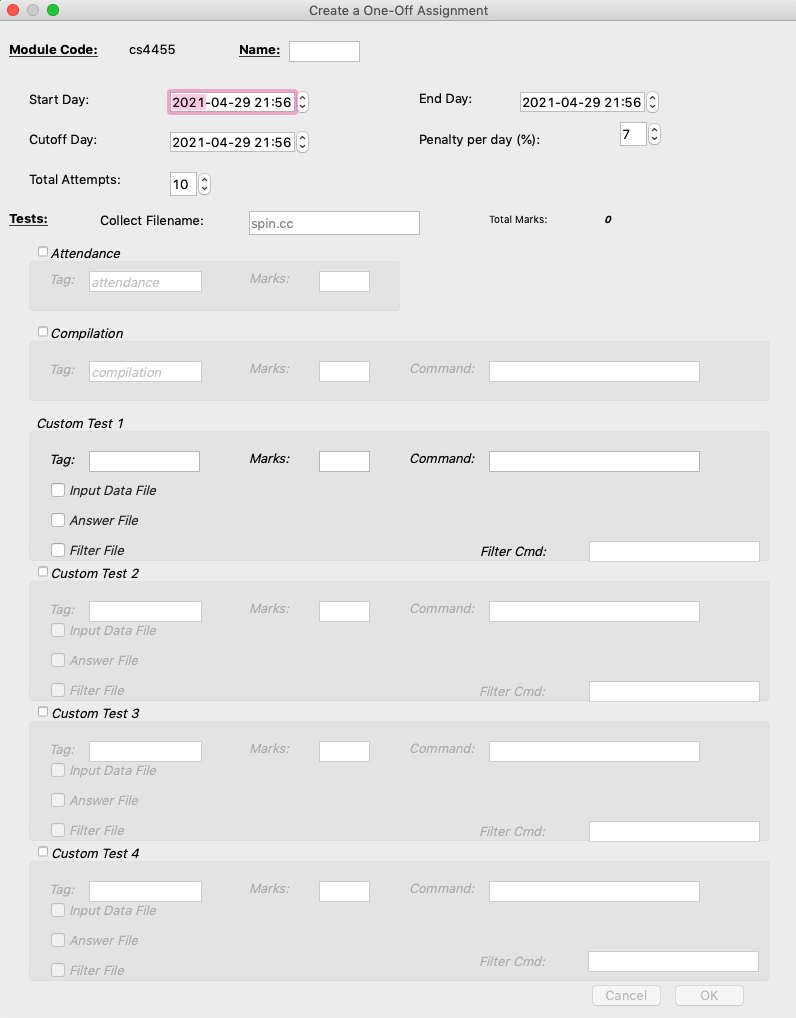 Create a One-Off Assignment
Module Code: cs4455 Name:
Start Day: 2021-04-29 21:56 End Day: 2021-04-29 21:56
Cutoff Day: 2021-04-29 21:56 Penalty per day (%): 7
Total Attempts: 10
Tests: Collect Filename: spin.cc Total Marks: 0
Attendance
Tag: attendance Marks:
Compilation
Tag: compilation Marks: Command:
Custom Test 1
Tag: Marks: Command:
Input Data File
Answer File
Filter File Filter Cmd:
Custom Test 2
Tag: Marks: Command:
Input Data File
Answer File
Filter File Filter Cmd:
Custom Test 3
Tag: Marks: Command:
Input Data File
Answer File
Filter File Filter Cmd:
Custom Test 4
Tag: Marks: Command:
Input Data File
Answer File
Filter File Filter Cmd:
Cancel OK